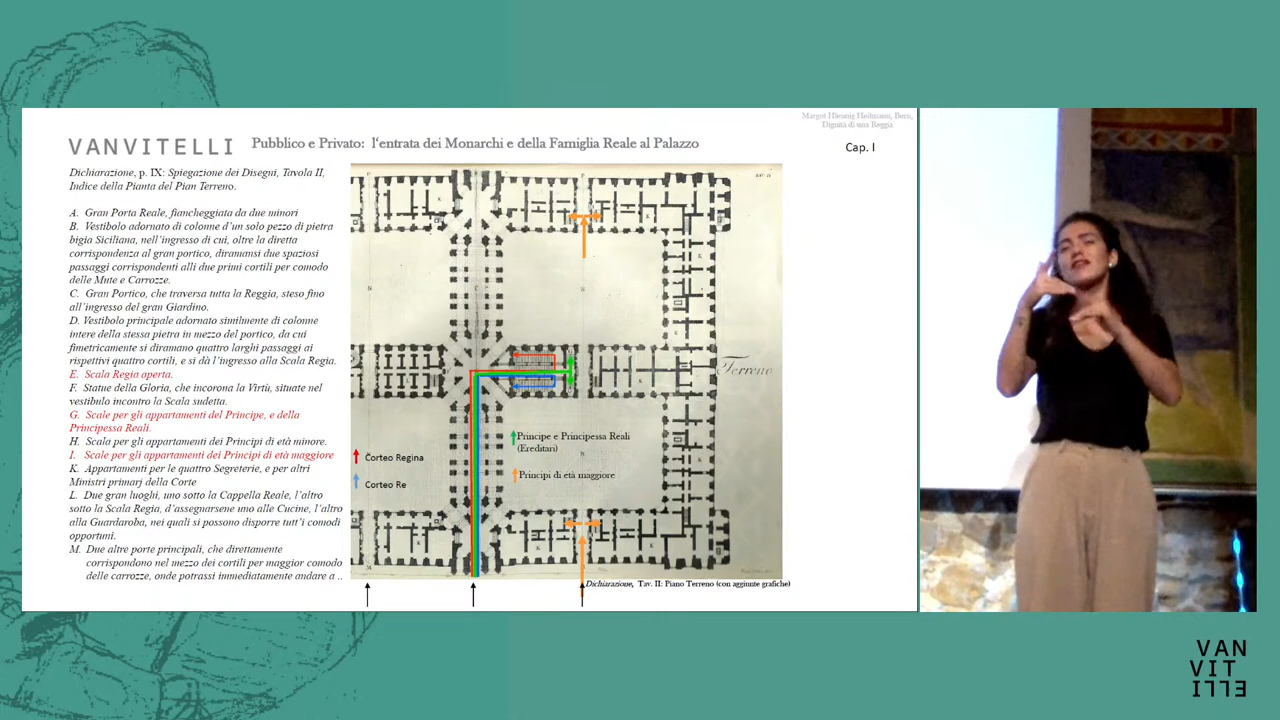 Margot Hleunig Heilmann, Bern,
Dignita di una Reggia
VANVITELLI
Pubblico e Privato: l'entrata dei Monarchi e della Famiglia Reale al Palazzo
Cap. I
Dichiarazione, p. IX: Spiegazione dei Disegni, Tavola II,
Indice della Pianta del Pian Terreno.
A. Gran Porta Reale, fiancheggiata da due minori
B. Vestibolo adornato di colonne d'un solo pezzo di pietra
bigia Siciliana, nell'ingresso di cui, oltre la diretta
corrispondenza al gran portico, diramansi due spaziosi
passaggi corrispondenti alli due primi cortili per comodo
delle Mute e Carrozze.
C. Gran Portico, che traversa tutta la Reggia, steso fino
all'ingresso del gran Giardino.
D. Vestibolo principale adornato similmente di colonne
intere della stessa pietra in mezzo del portico, da cui
fimetricamente si diramano quattro larghi passaggi ai
rispettivi quattro cortili, e si dà l'ingresso alla Scala Regia.
E. Scala Regia aperta.
F. Statue della Gloria, che incorona la Virtù, situate nel
vestibulo incontro la Scala sudetta.
G. Scale per gli appartamenti del Principe, e della
Principessa Reali.
H. Scala per gli appartamenti dei Principi di età minore.
I. Scale per gli appartamenti dei Principi di età maggiore
K. Appartamenti per le quattro Segreterie, e per altri
Ministri primarj della Corte
L. Due gran luoghi, uno sotto la Cappella Reale, l'altro
sotto la Scala Regia, d'assegnarsene uno alle Cucine, l'altro
alla Guardaroba, nei quali si possono disporre tutt'i comodi
opportuni.
M. Due altre porte principali, che direttamente
corrispondono nel mezzo dei cortili per maggior comodo
delle carrozze, onde potrassi immediatamente andare a ..
Terreno
Principe e Principessa Reali
(Ereditari)
Corteo Regina
Principi di età maggiore
Corteo Re
Dichiarazione, Tav. II: Piano Terreno (con aggiunte grafiche)
VAN
VIT
ELLI